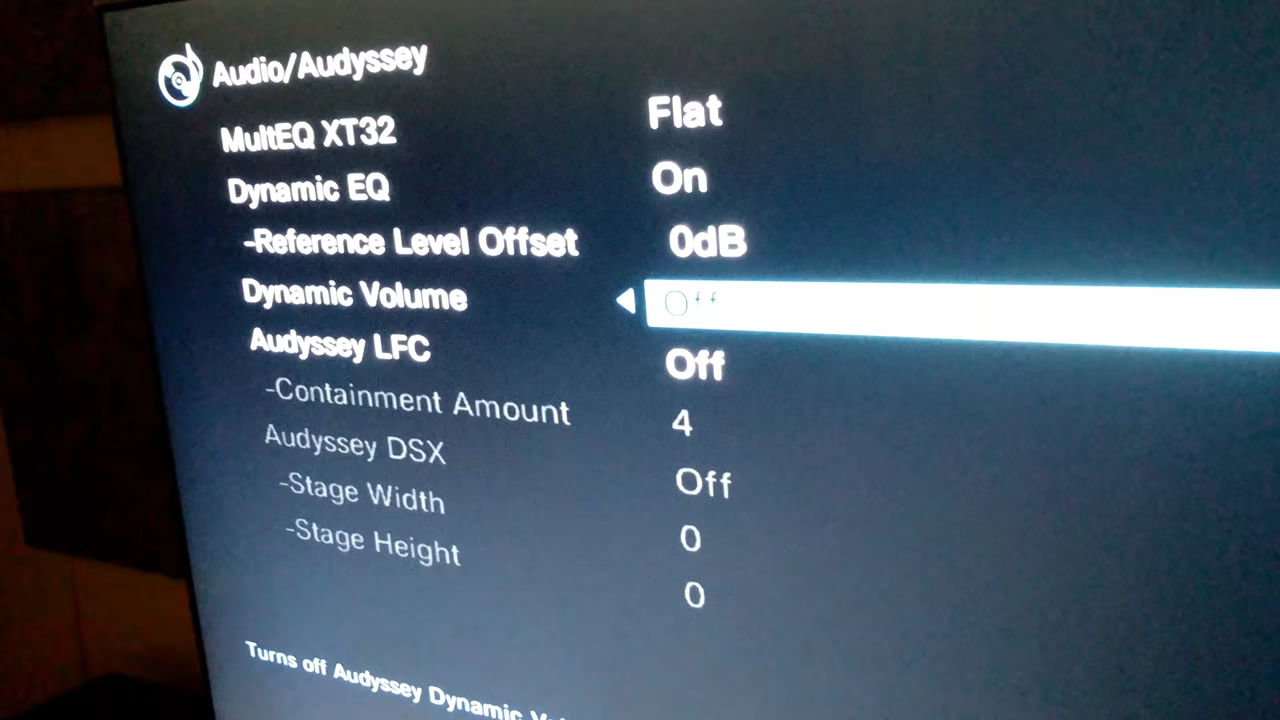 Audio/Audyssey
MultEQ XT32 Flat
Dynamic EQ On
-Reference Level Offset 0dB
Dynamic Volume Off
Audyssey LFC Off
-Containment Amount 4
Audyssey DSX Off
-Stage Width 0
-Stage Height 0
Turns off Audyssey Dynamic